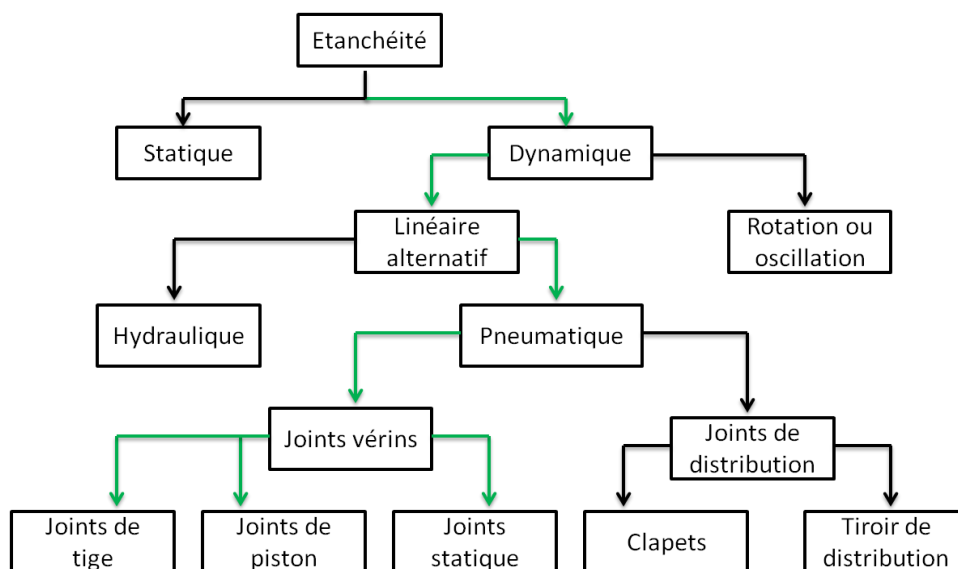 Etanchéité
Statique
Dynamique
Linéaire
alternatif
Rotation ou
oscillation
Hydraulique
Pneumatique
Joints vérins
Joints de
distribution
Joints de
tige
Joints de
piston
Joints
statique
Clapets
Tiroir de
distribution